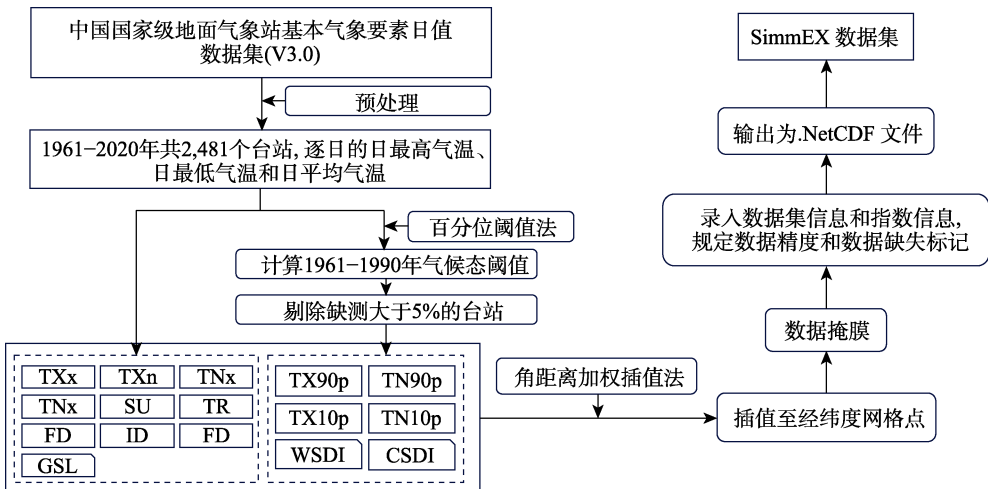 中国国家级地面气象站基本气象要素日值
数据集(V3.0)
预处理
1961−2020年共2,481个台站, 逐日的日最高气温、
日最低气温和日平均气温
百分位阈值法
计算1961−1990年气候态阈值
剔除缺测大于5%的台站
TXx
TXn
TNx
TNx
SU
TR
FD
ID
FD
GSL
TX90p
TN90p
TX10p
TN10p
WSDI
CSDI
角距离加权插值法
插值至经纬度网格点
数据掩膜
录入数据集信息和指数信息,
规定数据精度和数据缺失标记
输出为.NetCDF 文件
SimmEX 数据集